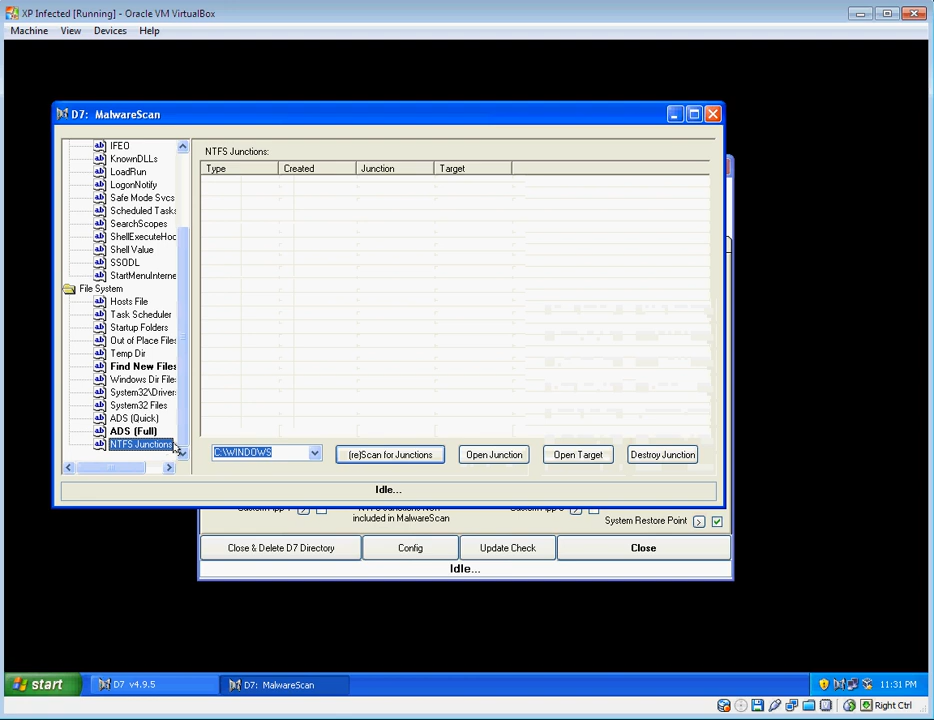 XP Infected [Running] - Oracle VM VirtualBox
Machine View Devices Help
D7: MalwareScan
IFEO
KnownDLLs
LoadRun
LogonNotify
Safe Mode Svcs
Scheduled Tasks
SearchScopes
ShellExecuteHoo
Shell Value
SSODL
StartMenuInterne
File System
Hosts File
Task Scheduler
Startup Folders
Out of Place Files
Temp Dir
Find New Files
Windows Dir Files
System32\Drivers
System32 Files
ADS (Quick)
ADS (Full)
NTFS Junctions
NTFS Junctions:
Type Created Junction Target
C:\WINDOWS (re)Scan for Junctions Open Junction Open Target Destroy Junction
Idle...
included in MalwareScan
System Restore Point >
Close & Delete D7 Directory Config Update Check Close
Idle...
start D7 v4.9.5 D7: MalwareScan 11:31 PM
Right Ctrl